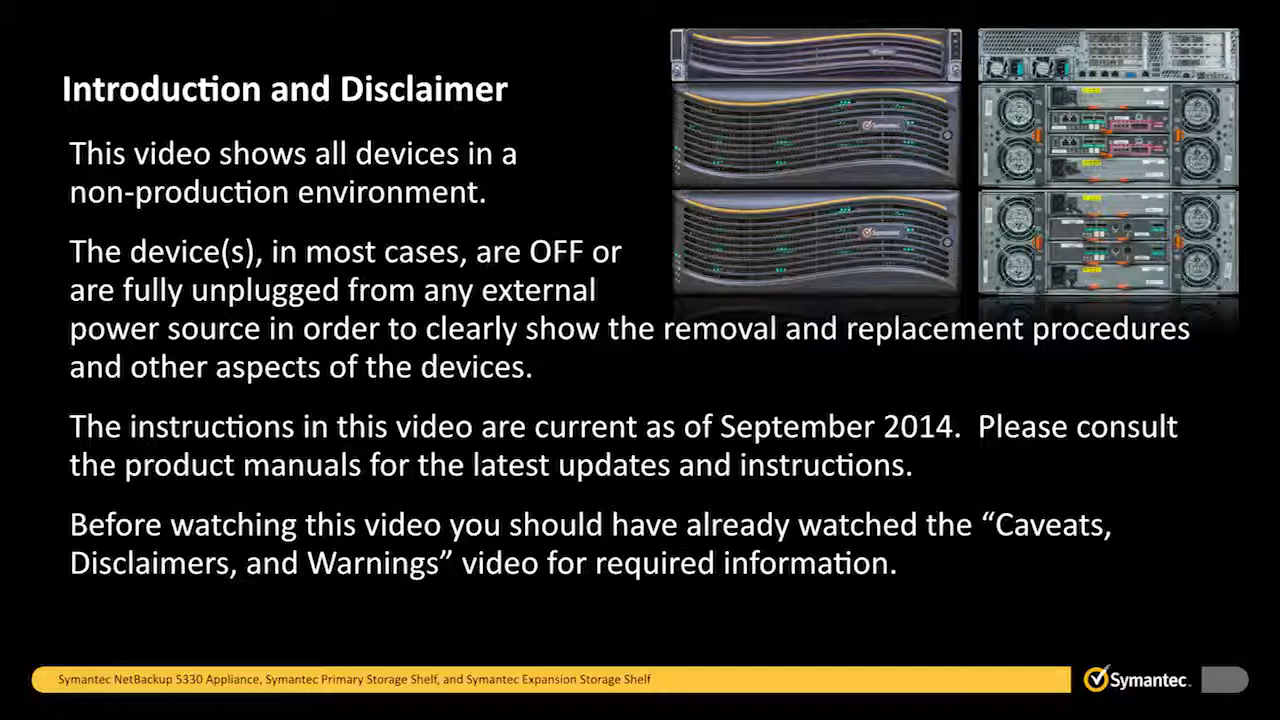 Introduction and Disclaimer
This video shows all devices in a
non-production environment.
The device(s), in most cases, are OFF or
are fully unplugged from any external
power source in order to clearly show the removal and replacement procedures
and other aspects of the devices.
The instructions in this video are current as of September 2014.  Please consult
the product manuals for the latest updates and instructions.
Before watching this video you should have already watched the “Caveats,
Disclaimers, and Warnings” video for required information.
Symantec
Symantec
Symantec NetBackup 5330 Appliance, Symantec Primary Storage Shelf, and Symantec Expansion Storage Shelf
Symantec.